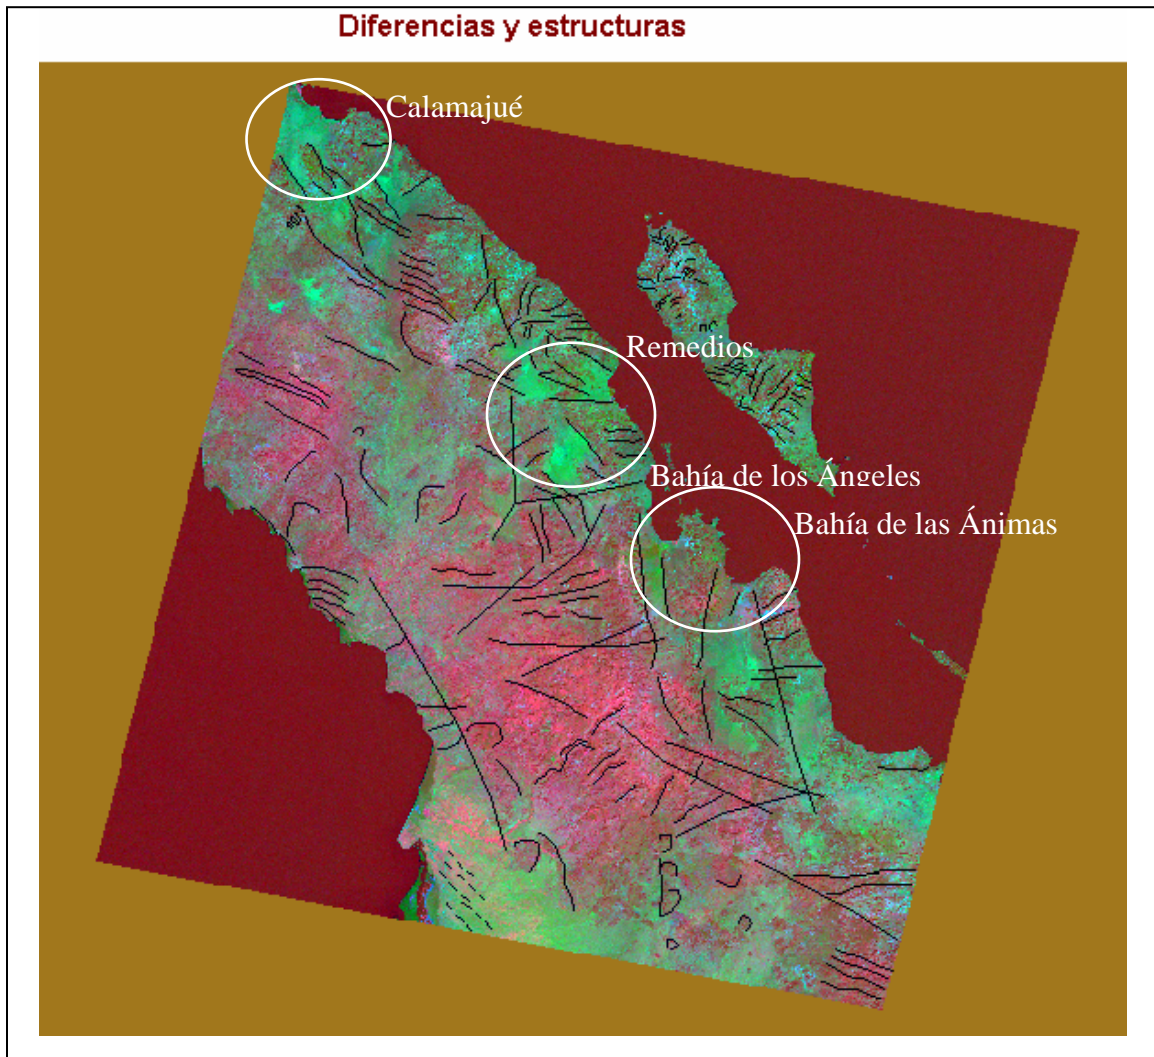 Diferencias y estructuras
Calamajué
Remedios
Bahía de los Ángeles
Bahía de las Ánimas